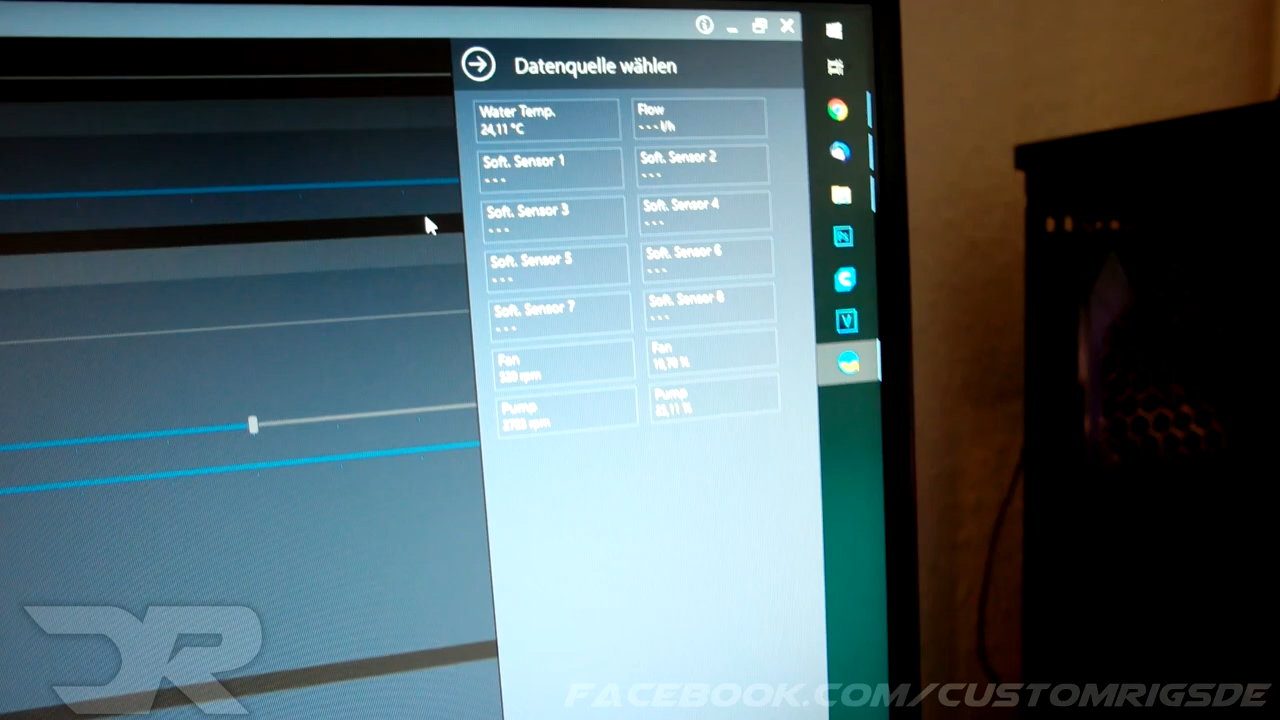 Datenquelle wählen
Water Temp.
24,11 °C
Flow
- - - l/h
Soft. Sensor 1
- - -
Soft. Sensor 2
- - -
Soft. Sensor 3
- - -
Soft. Sensor 4
- - -
Soft. Sensor 5
- - -
Soft. Sensor 6
- - -
Soft. Sensor 7
- - -
Soft. Sensor 8
- - -
Fan
rpm
Fan
%
Pump
rpm
Pump
%
FACEBOOK.COM/CUSTOMRIGSDE